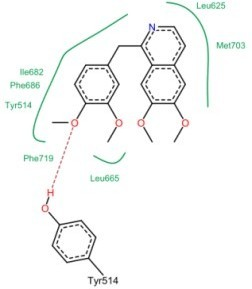 Leu625
N
Met703
Ile682
Phe686
Tyr514
O
O
O
O
Phe719
Leu665
H
O
Tyr514